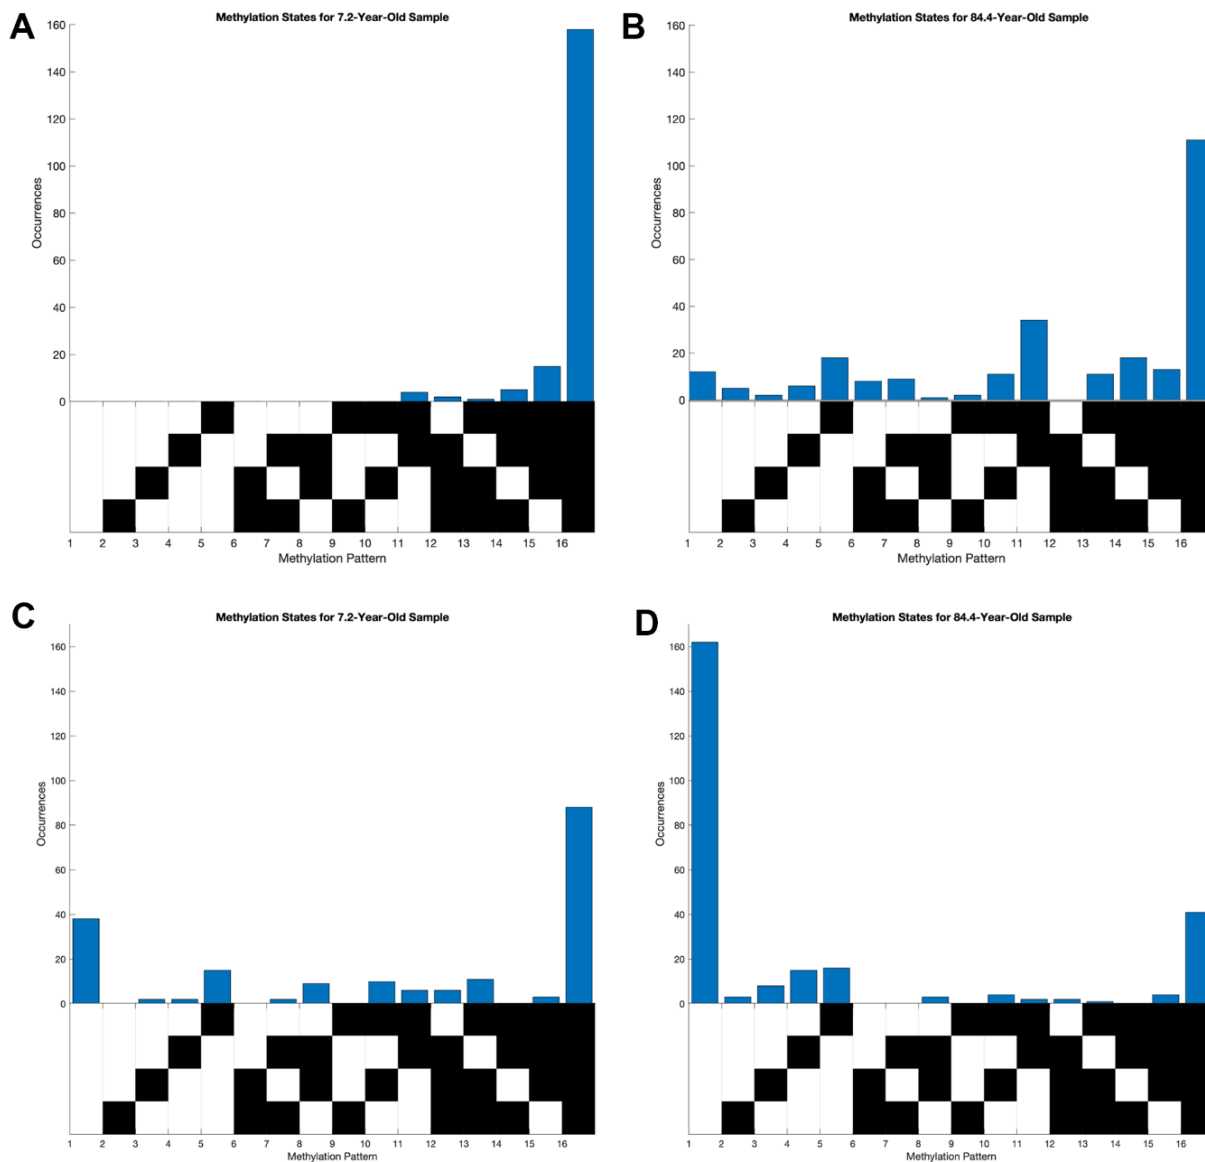 A
Methylation States for 7.2-Year-Old Sample
160
140
120
100
80
60
40
20
0
Occurrences
1 2 3 4 5 6 7 8 9 10 11 12 13 14 15 16
Methylation Pattern
B
Methylation States for 84.4-Year-Old Sample
160
140
120
100
80
60
40
20
0
Occurrences
1 2 3 4 5 6 7 8 9 10 11 12 13 14 15 16
Methylation Pattern
C
Methylation States for 7.2-Year-Old Sample
160
140
120
100
80
60
40
20
0
Occurrences
1 2 3 4 5 6 7 8 9 10 11 12 13 14 15 16
Methylation Pattern
D
Methylation States for 84.4-Year-Old Sample
160
140
120
100
80
60
40
20
0
Occurrences
1 2 3 4 5 6 7 8 9 10 11 12 13 14 15 16
Methylation Pattern